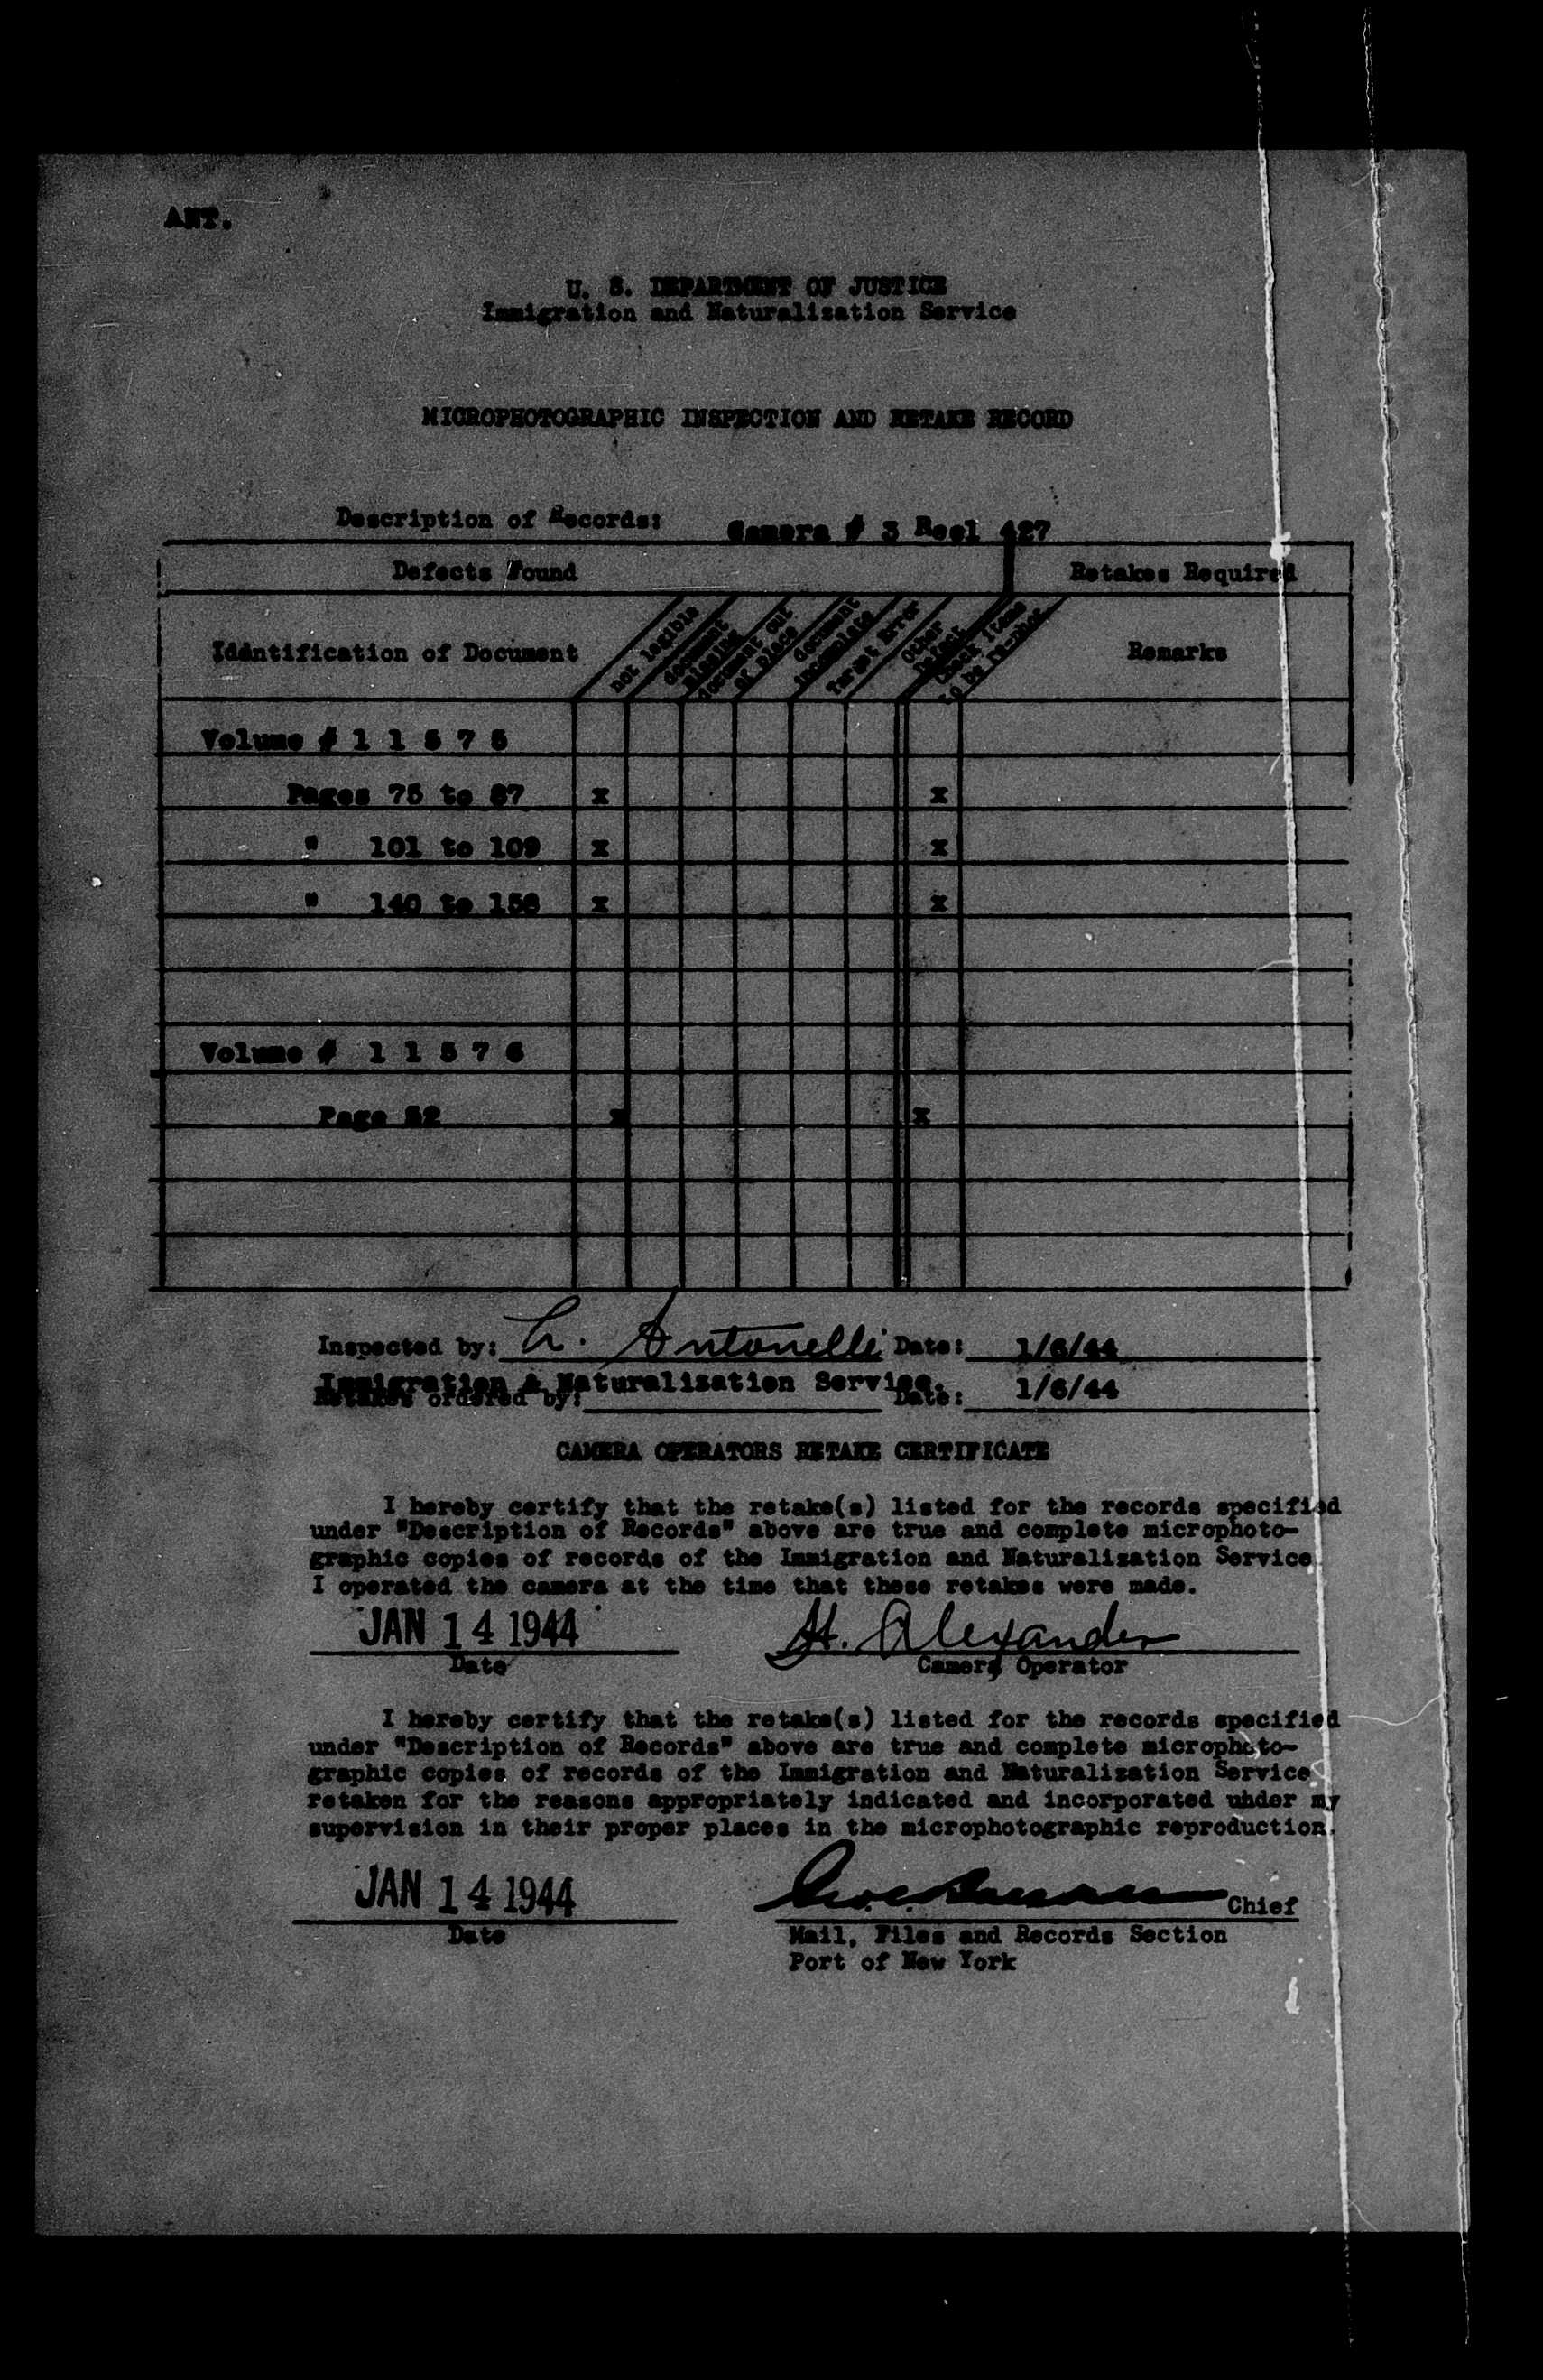 ANT.
U. S. DEPARTMENT OF JUSTICE
Immigration and Naturalization Service
MICROPHOTOGRAPHIC INSPECTION AND RETAKE RECORD
Description of Records: Camera # 3 Reel 427
Defects Found Retakes Required
Idantification of Document not legible document missing document out of place document incomplete Target Error Other Defect Check items to be re- Remarks
Volume # 1 1 5 7 5
Pages 75 to 87 x x
" 101 to 109 x x
" 140 to x x
Volume # 1 1 5 7 6
Page x x
Inspected by: L. Antonelli Date: 1/6/44
Immigration & Naturalization Service. 1/6/44
Retakes ordered by: Date:
CAMERA OPERATORS RETAKE CERTIFICATE
I hereby certify that the retake(s) listed for the records specified
under "Description of Records" above are true and complete microphoto-
graphic copies of records of the Immigration and Naturalization Service
I operated the camera at the time that these retakes were made.
JAN 14 1944 H. Alexander
Date Camera Operator
I hereby certify that the retake(s) listed for the records specified
under "Description of Records" above are true and complete microphoto-
graphic copies of records of the Immigration and Naturalization Service
retaken for the reasons appropriately indicated and incorporated uhder my
supervision in their proper places in the microphotographic reproduction.
JAN 14 1944 Chief
Date Mail, Files and Records Section
Port of New York